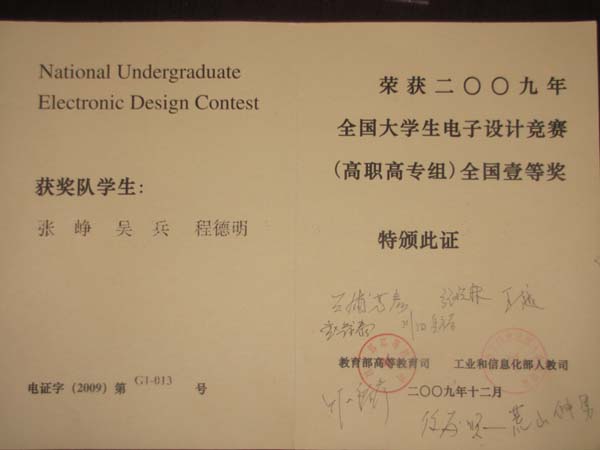 National Undergraduate
Electronic Design Contest
获奖队学生:
张 峥 吴 兵 程德明
电证字 (2009) 第 G1-013 号
荣获二〇〇九年
全国大学生电子设计竞赛
(高职高专组)全国壹等奖
特颁此证
王越
教育部高等教育司 工业和信息化部人教司
二〇〇九年十二月